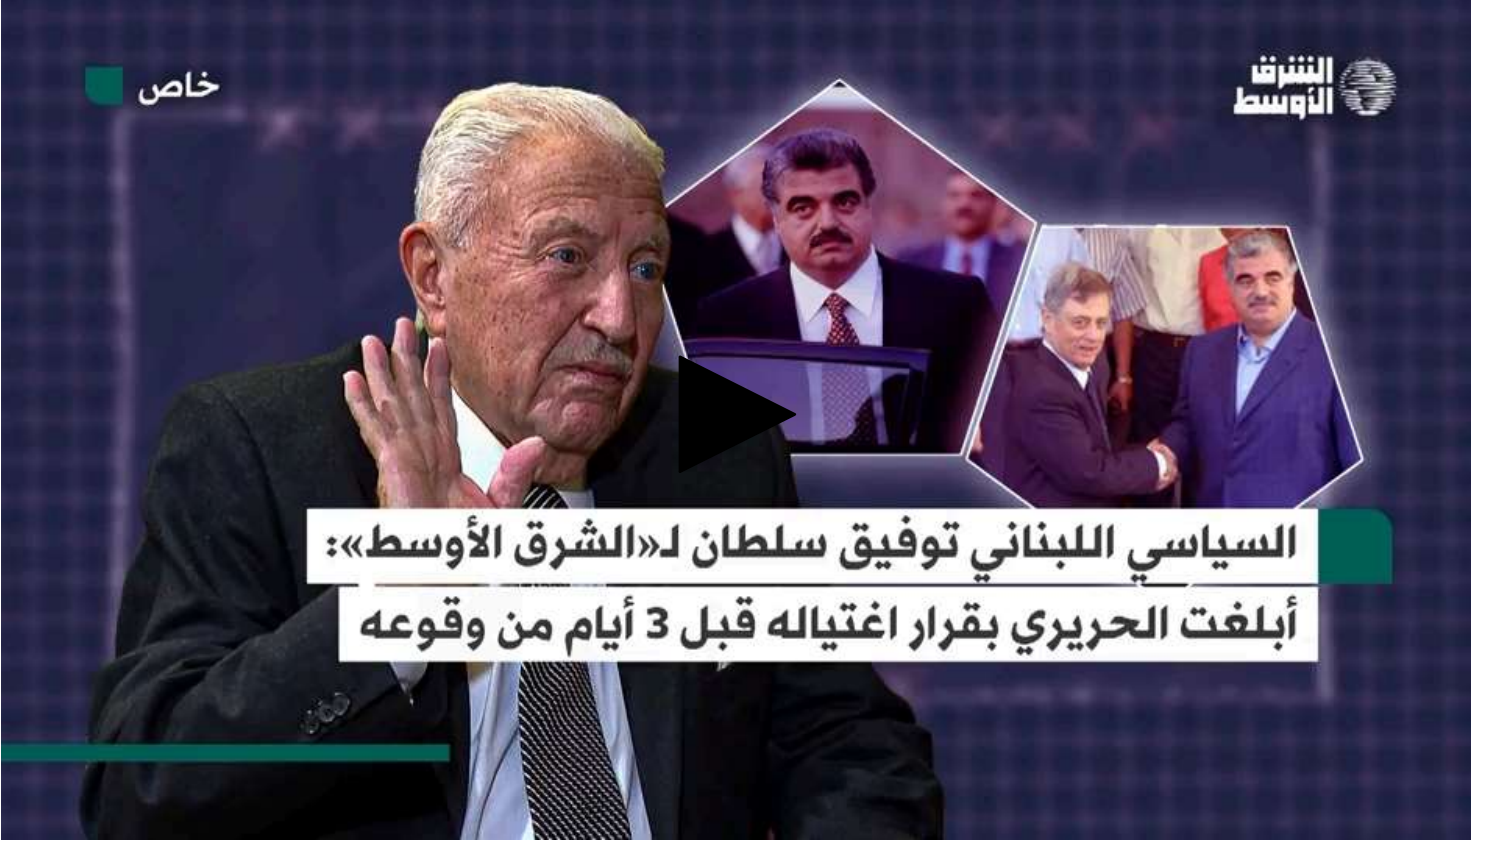 خاص
الشرق
الأوسط
السياسي اللبناني توفيق سلطان لـ«الشرق الأوسط»:
أبلغتُ الحريري بقرار اغتياله قبل 3 أيام من وقوعه